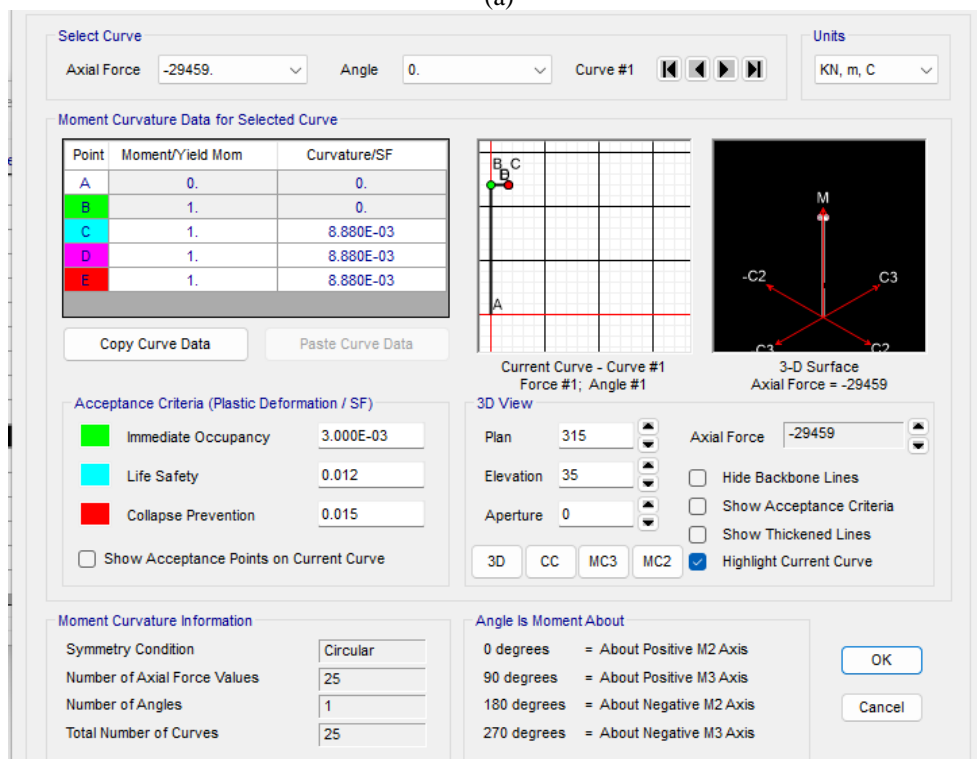 (a)
Select Curve
Units
Axial Force -29459. Angle 0. Curve #1 KN, m, C
Moment Curvature Data for Selected Curve
Point Moment/Yield Mom Curvature/SF
A 0. 0.
B 1. 0.
C 1. 8.880E-03
D 1. 8.880E-03
E 1. 8.880E-03
B C
A
M
-C2 C3
-C3 C2
Copy Curve Data Paste Curve Data
Current Curve - Curve #1
Force #1; Angle #1
3-D Surface
Axial Force = -29459
Acceptance Criteria (Plastic Deformation / SF)
Immediate Occupancy 3.000E-03
Life Safety 0.012
Collapse Prevention 0.015
Show Acceptance Points on Current Curve
3D View
Plan 315 Axial Force -29459
Elevation 35 Hide Backbone Lines
Show Acceptance Criteria
Aperture 0
Show Thickened Lines
3D CC MC3 MC2 Highlight Current Curve
Moment Curvature Information
Symmetry Condition Circular
Number of Axial Force Values 25
Number of Angles 1
Total Number of Curves 25
Angle Is Moment About
0 degrees = About Positive M2 Axis
90 degrees = About Positive M3 Axis
180 degrees = About Negative M2 Axis
270 degrees = About Negative M3 Axis
OK
Cancel